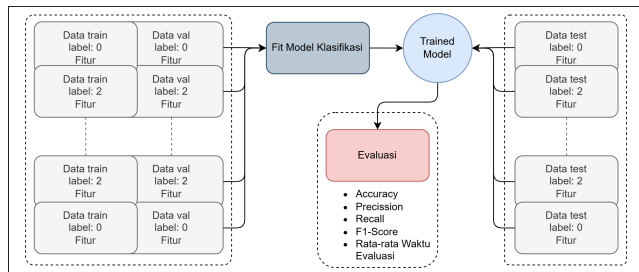 Data train
label: 0
Fitur
Data val
label: 0
Fitur
Data train
label: 2
Fitur
Data val
label: 2
Fitur
Data train
label: 2
Fitur
Data val
label: 2
Fitur
Data train
label: 0
Fitur
Data val
label: 0
Fitur
Fit Model Klasifikasi
Trained
Model
Evaluasi
• Accuracy
• Precission
• Recall
• F1-Score
• Rata-rata Waktu
Evaluasi
Data test
label: 0
Fitur
Data test
label: 2
Fitur
Data test
label: 2
Fitur
Data test
label: 0
Fitur